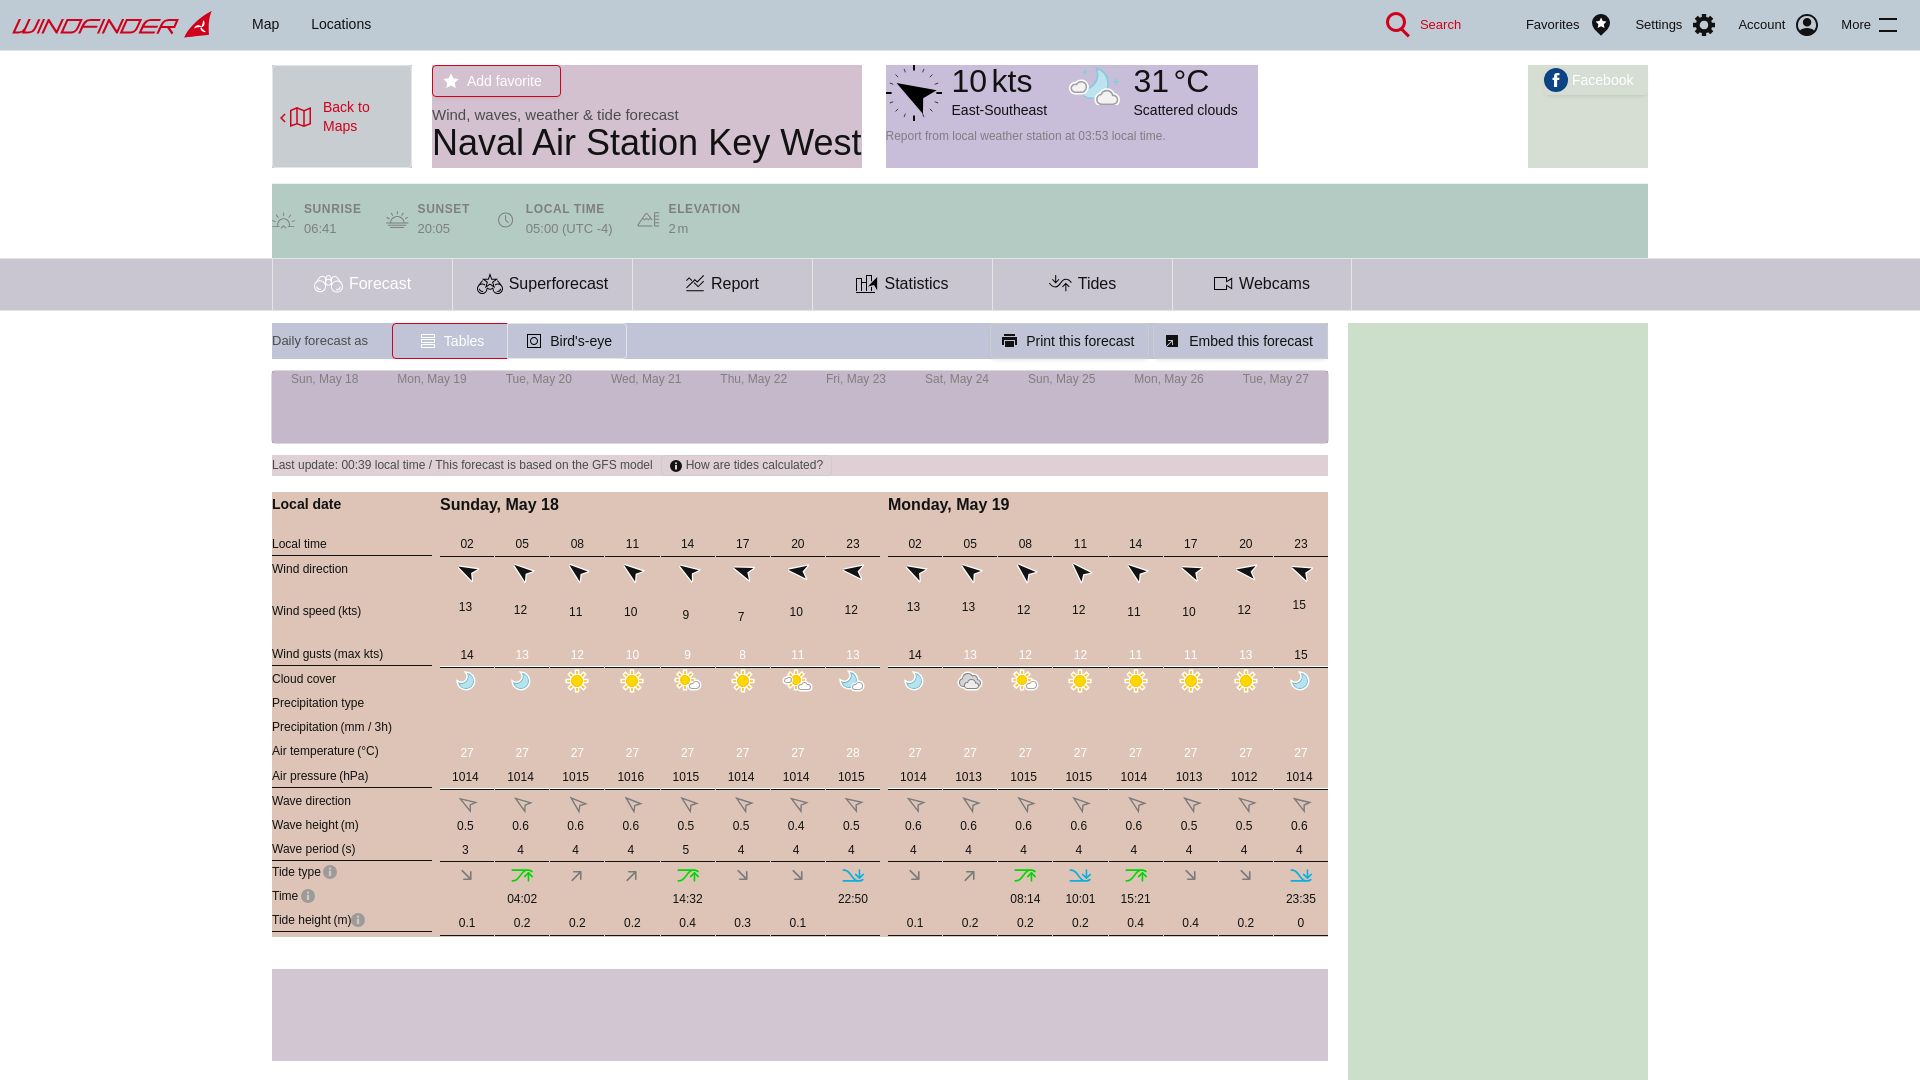 WINDFINDER
Map
Locations
Search
Favorites
Settings
Account
More
Back to
Maps
Add favorite
Wind, waves, weather & tide forecast
Naval Air Station Key West
10 kts
East-Southeast
31 °C
Scattered clouds
Report from local weather station at 03:53 local time.
Facebook
SUNRISE
06:41
SUNSET
20:05
LOCAL TIME
05:00 (UTC -4)
ELEVATION
2 m
Forecast
Superforecast
Report
Statistics
Tides
Webcams
Daily forecast as
Tables
Bird's-eye
Print this forecast
Embed this forecast
Sun, May 18
Mon, May 19
Tue, May 20
Wed, May 21
Thu, May 22
Fri, May 23
Sat, May 24
Sun, May 25
Mon, May 26
Tue, May 27
Last update: 00:39 local time / This forecast is based on the GFS model
How are tides calculated?
Local date Sunday, May 18 Monday, May 19
Local time 02 05 08 11 14 17 20 23 02 05 08 11 14 17 20 23
Wind direction
Wind speed (kts) 13 12 11 10 9 7 10 12 13 13 12 12 11 10 12 15
Wind gusts (max kts) 14 13 12 10 9 8 11 13 14 13 12 12 11 11 13 15
Cloud cover
Precipitation type
Precipitation (mm / 3h)
Air temperature (°C) 27 27 27 27 27 27 27 28 27 27 27 27 27 27 27 27
Air pressure (hPa) 1014 1014 1015 1016 1015 1014 1014 1015 1014 1013 1015 1015 1014 1013 1012 1014
Wave direction
Wave height (m) 0.5 0.6 0.6 0.6 0.5 0.5 0.4 0.5 0.6 0.6 0.6 0.6 0.6 0.5 0.5 0.6
Wave period (s) 3 4 4 4 5 4 4 4 4 4 4 4 4 4 4 4
Tide type
Time 04:02 14:32 22:50 08:14 10:01 15:21 23:35
Tide height (m) 0.1 0.2 0.2 0.2 0.4 0.3 0.1 0.1 0.2 0.2 0.2 0.4 0.4 0.2 0